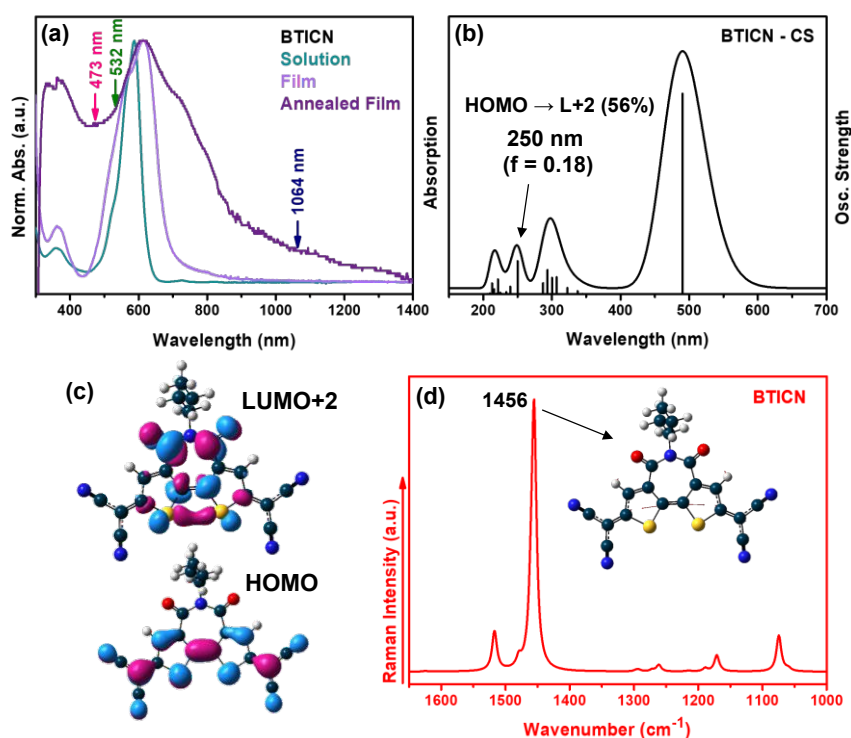 (a)
473 nm
532 nm
BTICN
Solution
Film
Annealed Film
1064 nm
Norm. Abs. (a.u.)
400 600 800 1000 1200 1400
Wavelength (nm)
(b)
BTICN - CS
HOMO → L+2 (56%)
250 nm
(f = 0.18)
Absorption
Osc. Strength
200 300 400 500 600 700
Wavelength (nm)
(c)
LUMO+2
HOMO
(d)
1456
BTICN
Raman Intensity (a.u.)
1600 1500 1400 1300 1200 1100 1000
Wavenumber (cm⁻¹)